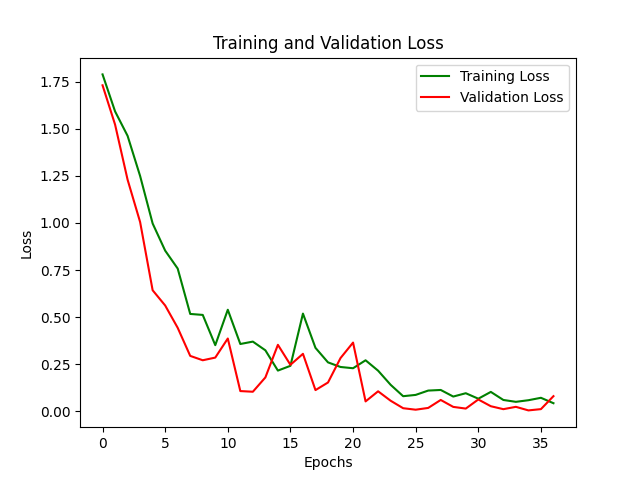 Training and Validation Loss
Training Loss
Validation Loss
1.75
1.50
1.25
1.00
0.75
0.50
0.25
0.00
Loss
0 5 10 15 20 25 30 35
Epochs